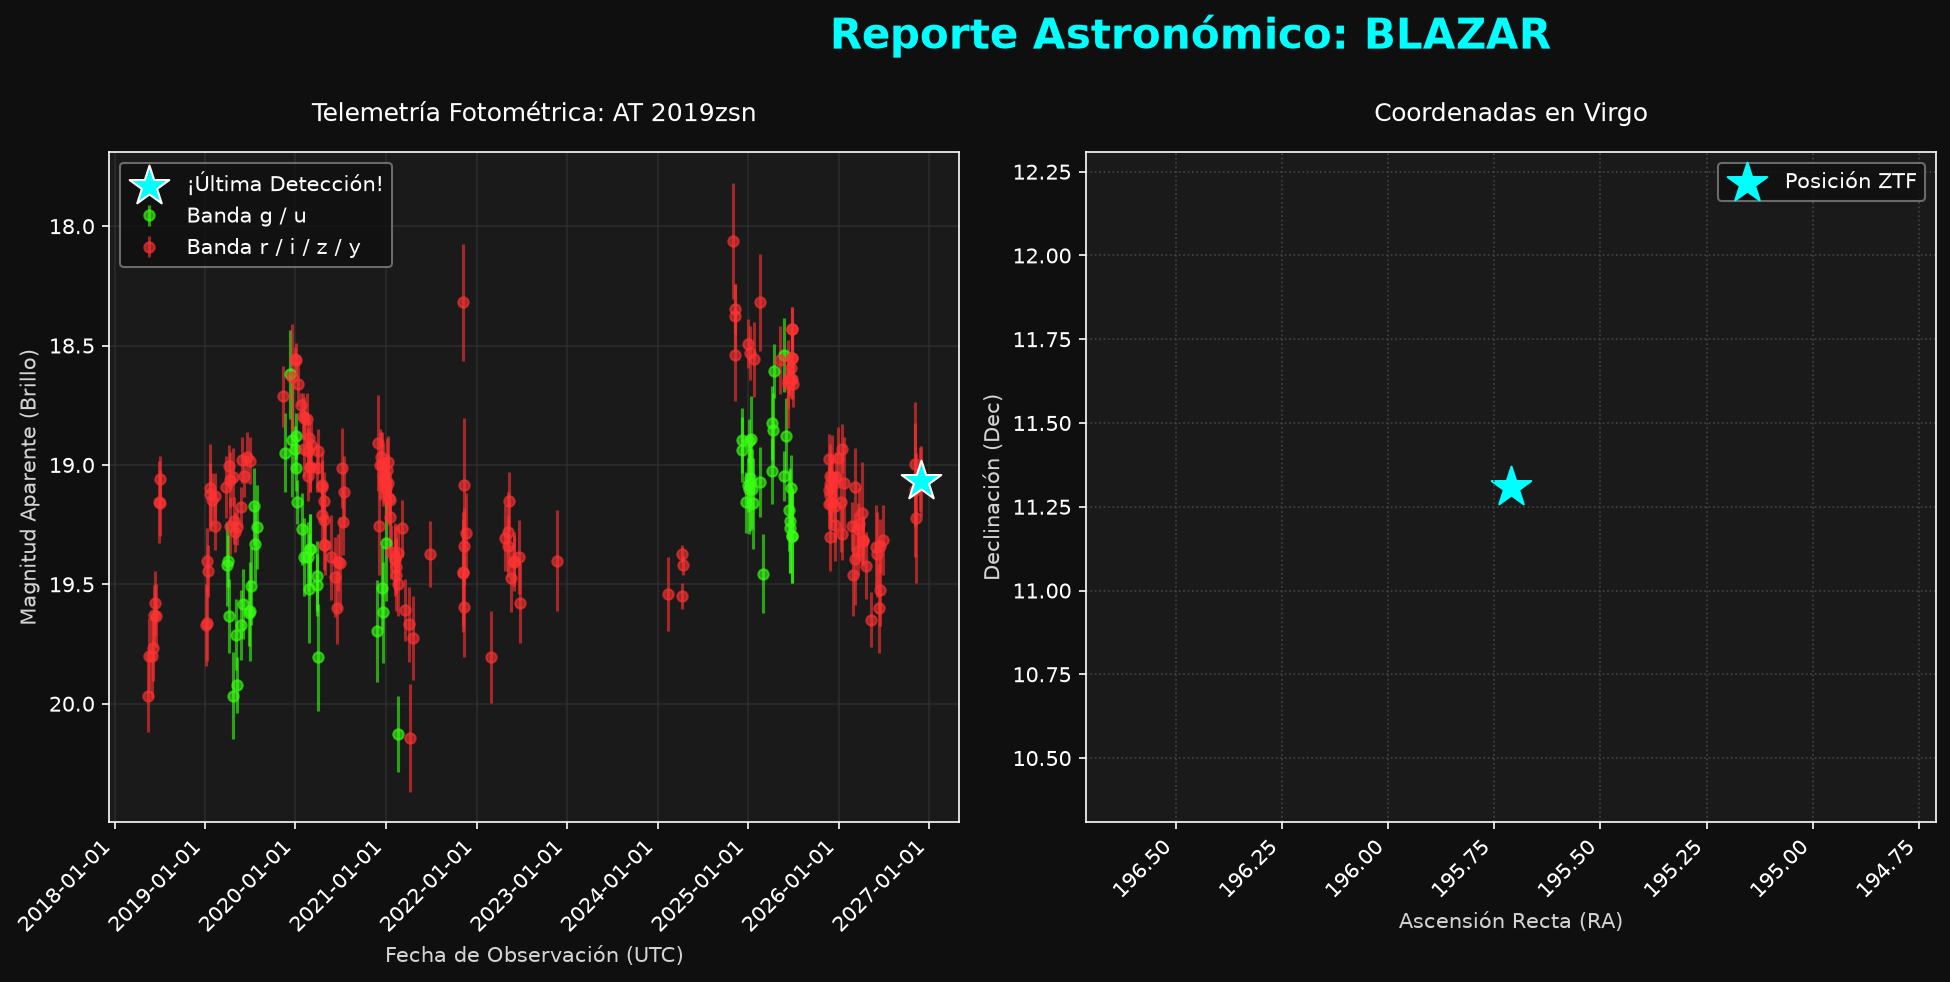 Reporte Astronómico: BLAZAR
Telemetría Fotométrica: AT 2019zsn
¡Última Detección!
Banda g / u
Banda r / i / z / y
Magnitud Aparente (Brillo)
18.0
18.5
19.0
19.5
20.0
2018-01-01
2019-01-01
2020-01-01
2021-01-01
2022-01-01
2023-01-01
2024-01-01
2025-01-01
2026-01-01
2027-01-01
Fecha de Observación (UTC)
Coordenadas en Virgo
Posición ZTF
Declinación (Dec)
12.25
12.00
11.75
11.50
11.25
11.00
10.75
10.50
196.50
196.25
196.00
195.75
195.50
195.25
195.00
194.75
Ascensión Recta (RA)